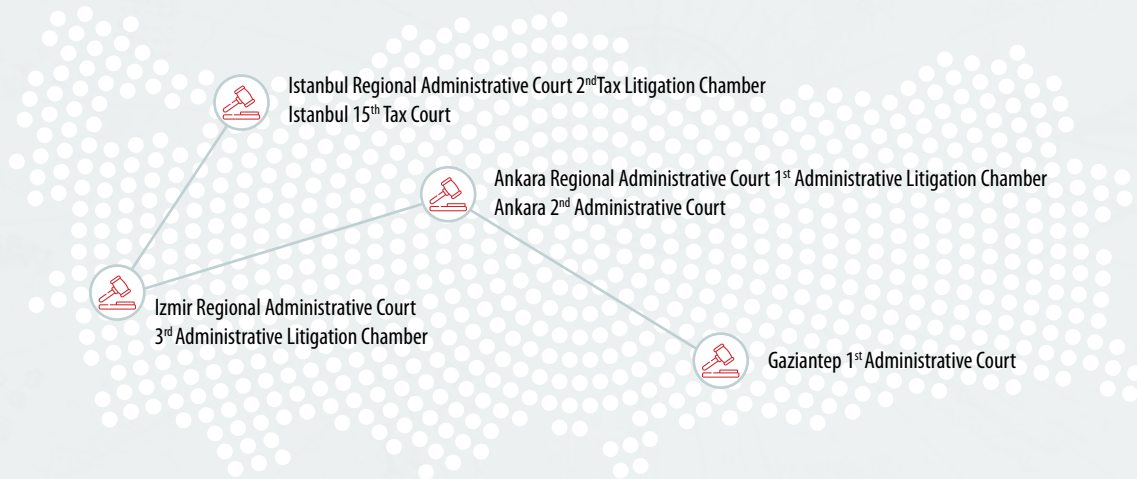 Istanbul Regional Administrative Court 2nd Tax Litigation Chamber
Istanbul 15th Tax Court
Ankara Regional Administrative Court 1st Administrative Litigation Chamber
Ankara 2nd Administrative Court
Izmir Regional Administrative Court
3rd Administrative Litigation Chamber
Gaziantep 1st Administrative Court